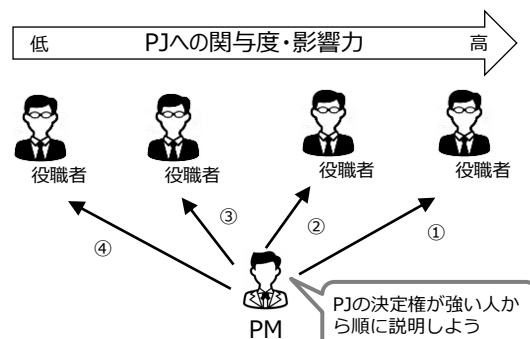 低 PJへの関与度・影響力 高
役職者 役職者 役職者 役職者
④ ③ ② ①
PM
PJの決定権が強い人か
ら順に説明しよう